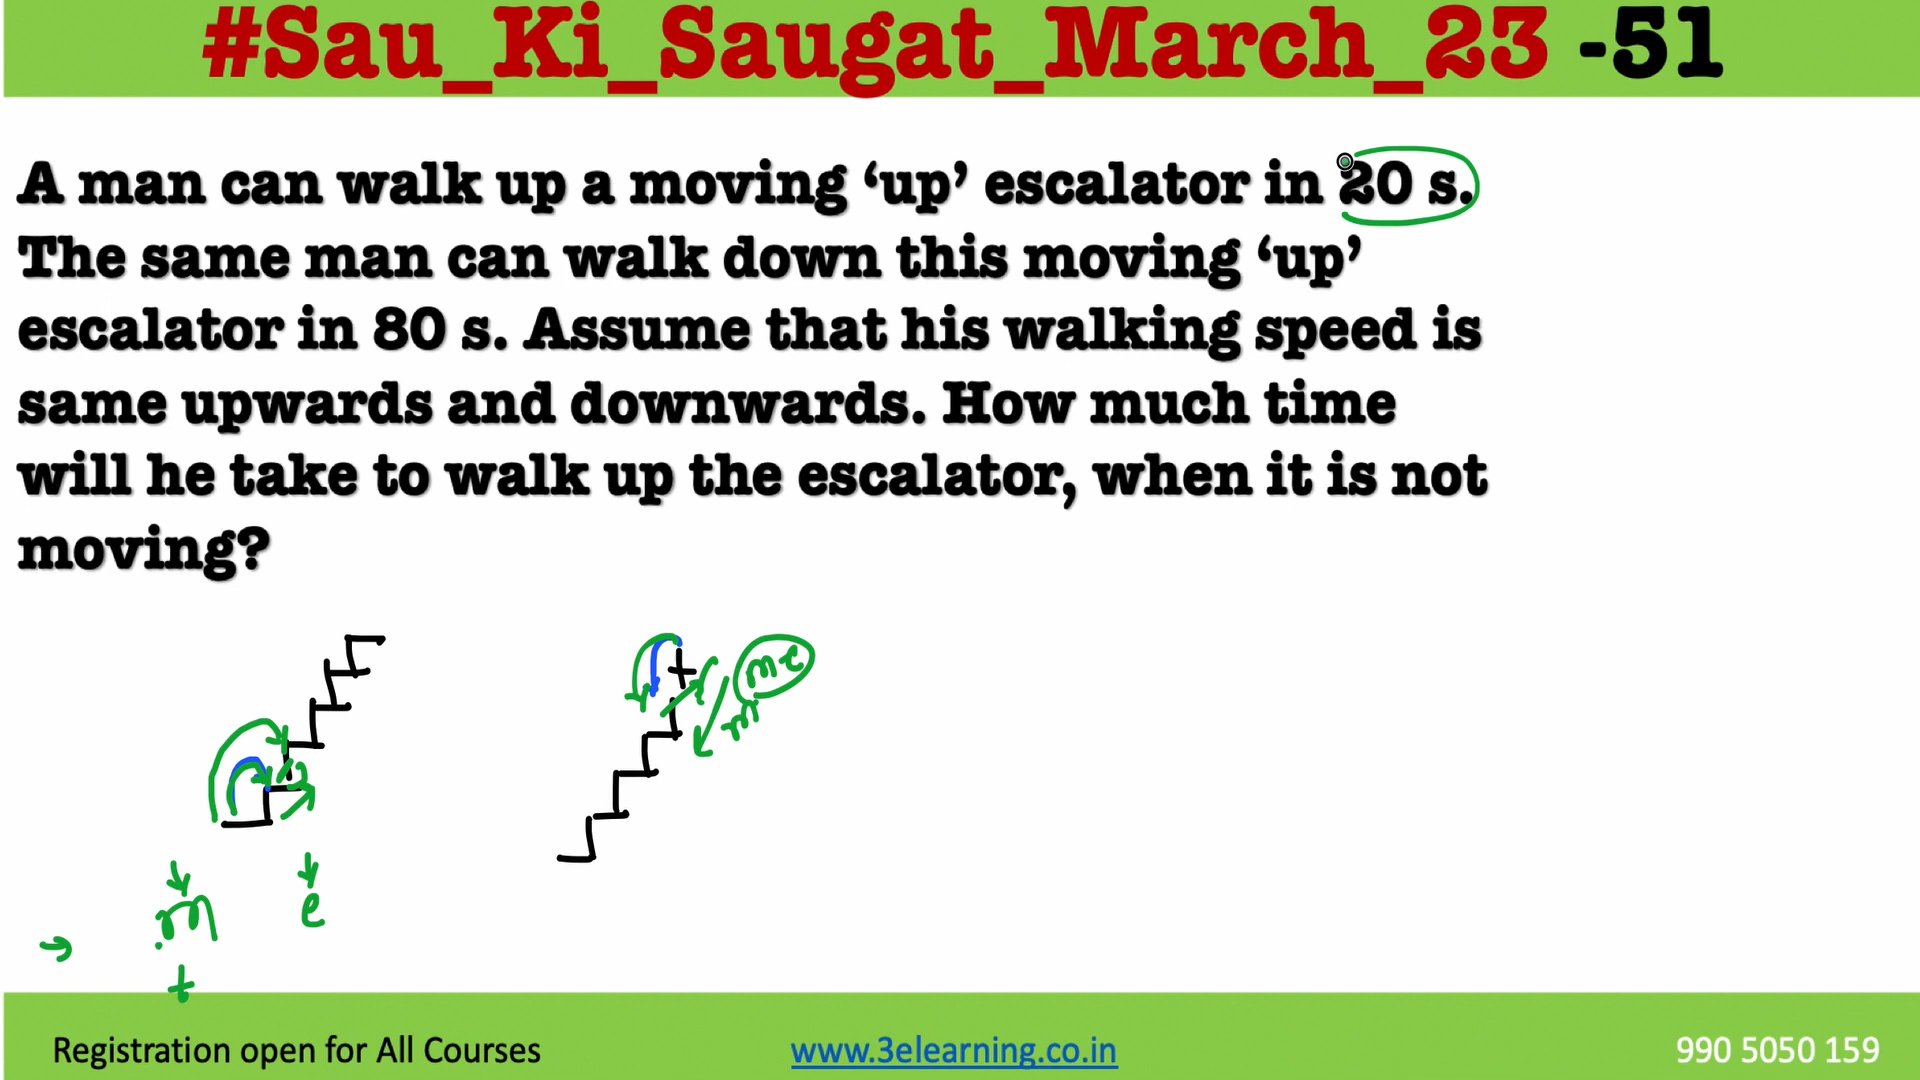 #Sau_Ki_Saugat_March_23 -51
A man can walk up a moving ‘up’ escalator in 20 s.
The same man can walk down this moving ‘up’
escalator in 80 s. Assume that his walking speed is
same upwards and downwards. How much time
will he take to walk up the escalator, when it is not
moving?
m e
m
m
e
t
Registration open for All Courses
www.3elearning.co.in
990 5050 159